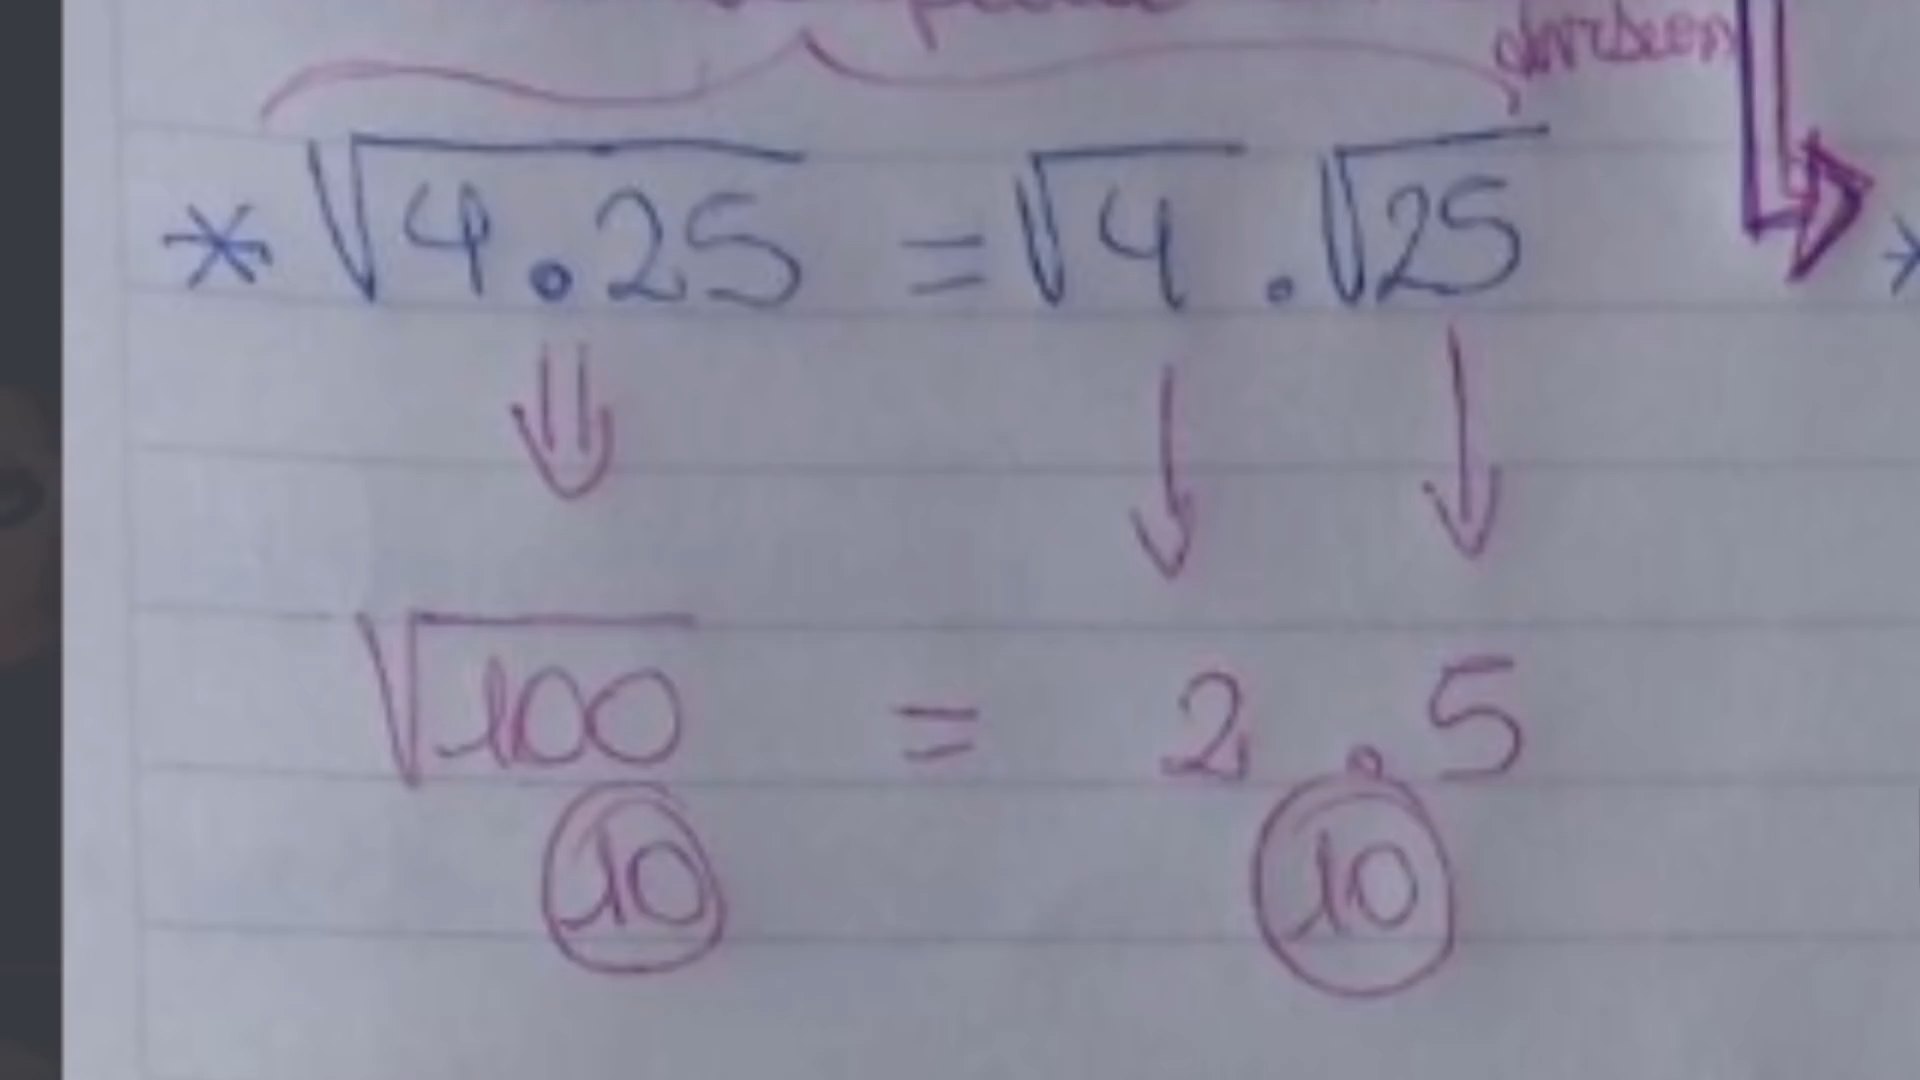 * √4.25 = √4 . √25
√100 = 2 . 5
10 10